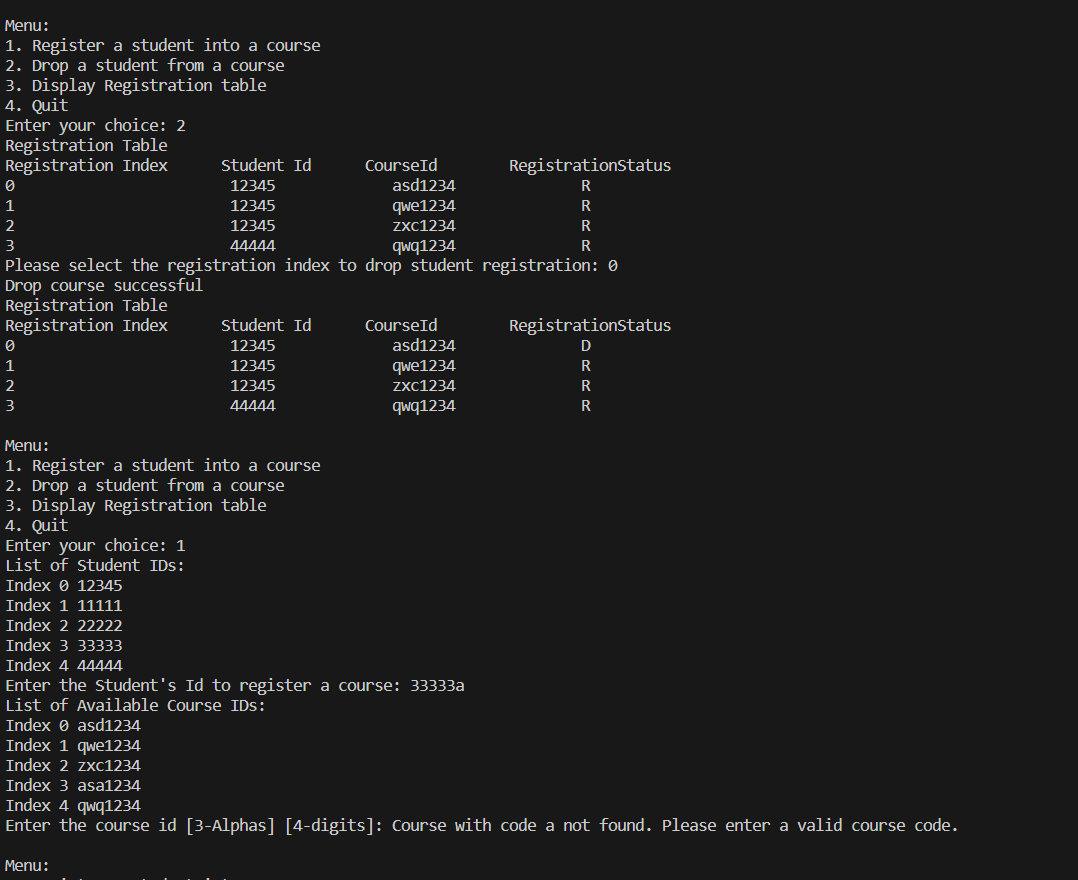 Menu:
1. Register a student into a course
2. Drop a student from a course
3. Display Registration table
4. Quit
Enter your choice: 2
Registration Table
Registration Index      Student Id      CourseId        RegistrationStatus
0                        12345             asd1234              R
1                        12345             qwe1234              R
2                        12345             zxc1234              R
3                        44444             qwq1234              R
Please select the registration index to drop student registration: 0
Drop course successful
Registration Table
Registration Index      Student Id      CourseId        RegistrationStatus
0                        12345             asd1234              D
1                        12345             qwe1234              R
2                        12345             zxc1234              R
3                        44444             qwq1234              R
Menu:
1. Register a student into a course
2. Drop a student from a course
3. Display Registration table
4. Quit
Enter your choice: 1
List of Student IDs:
Index 0 12345
Index 1 11111
Index 2 22222
Index 3 33333
Index 4 44444
Enter the Student's Id to register a course: 33333a
List of Available Course IDs:
Index 0 asd1234
Index 1 qwe1234
Index 2 zxc1234
Index 3 asa1234
Index 4 qwq1234
Enter the course id [3-Alphas] [4-digits]: Course with code a not found. Please enter a valid course code.
Menu: